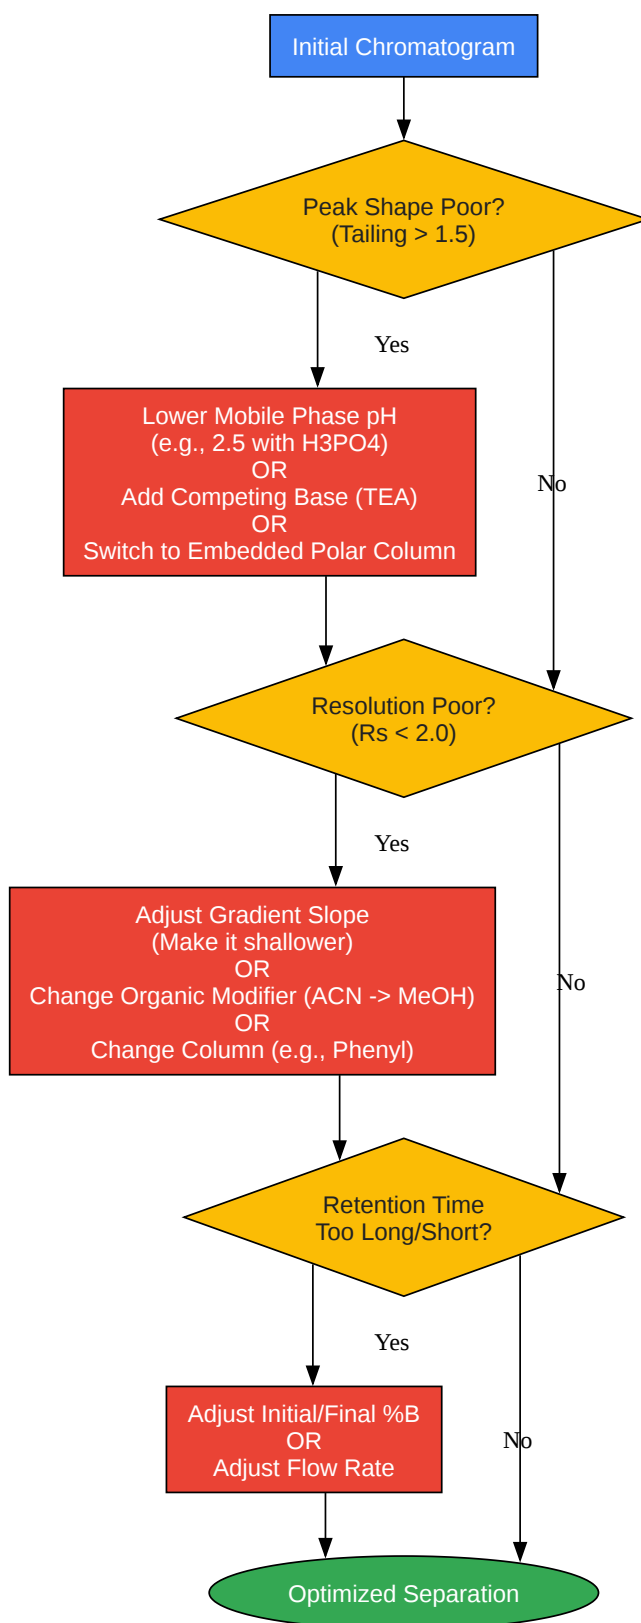 Initial Chromatogram
Peak Shape Poor?
(Tailing > 1.5)
Yes
Lower Mobile Phase pH
(e.g., 2.5 with H3PO4)
OR
Add Competing Base (TEA)
OR
Switch to Embedded Polar Column
No
Resolution Poor?
(Rs < 2.0)
Yes
Adjust Gradient Slope
(Make it shallower)
OR
Change Organic Modifier (ACN -> MeOH)
OR
Change Column (e.g., Phenyl)
No
Retention Time
Too Long/Short?
Yes
Adjust Initial/Final %B
OR
Adjust Flow Rate
No
Optimized Separation